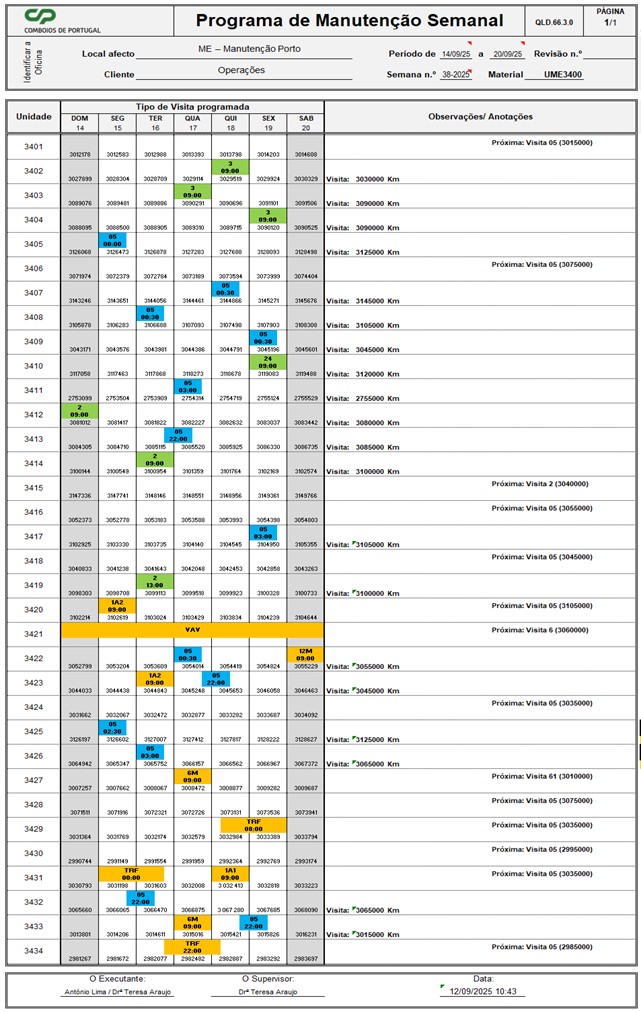 COMBOIOS DE PORTUGAL
Programa de Manutenção Semanal
QLD.66.3.0
PÁGINA
1/1
Identificar a Oficina
Local afecto ME – Manutenção Porto
Período de 14/09/25 a 20/09/25 Revisão n.º
Cliente Operações
Semana n.º 38-2025 Material UME3400
Unidade Tipo de Visita programada Observações/ Anotações
DOM SEG TER QUA QUI SEX SAB
14 15 16 17 18 19 20
3401 Próxima: Visita 05 (3015000)
3012178 3012583 3012988 3013393 3013798 3014203 3014608
3402 3 09:00
3027899 3028304 3028709 3029114 3029519 3029924 3030329 Visita: 3030000 Km
3403 3 09:00
3089076 3089481 3089886 3090291 3090696 3091101 3091506 Visita: 3090000 Km
3404 3 09:00
3088095 3088500 3088905 3089310 3089715 3090120 3090525 Visita: 3090000 Km
3405 05 00:00
3126068 3126473 3126878 3127283 3127688 3128093 3128498 Visita: 3125000 Km
3406 Próxima: Visita 05 (3075000)
3071974 3072379 3072784 3073189 3073594 3073999 3074404
3407 05 00:30
3143246 3143651 3144056 3144461 3144866 3145271 3145676 Visita: 3145000 Km
3408 05 00:30
3105878 3106283 3106688 3107093 3107498 3107903 3108308 Visita: 3105000 Km
3409 05 00:30
3043171 3043576 3043981 3044386 3044791 3045196 3045601 Visita: 3045000 Km
3410 24 09:00
3117058 3117463 3117868 3118273 3118678 3119083 3119488 Visita: 3120000 Km
3411 05 03:00
2753099 2753504 2753909 2754314 2754719 2755124 2755529 Visita: 2755000 Km
3412 2 09:00
3081012 3081417 3081822 3082227 3082632 3083037 3083442 Visita: 3080000 Km
3413 05 22:00
3084305 3084710 3085115 3085520 3085925 3086330 3086735 Visita: 3085000 Km
3414 2 09:00
3100144 3100549 3100954 3101359 3101764 3102169 3102574 Visita: 3100000 Km
3415 Próxima: Visita 2 (3040000)
3147336 3147741 3148146 3148551 3148956 3149361 3149766
3416 Próxima: Visita 05 (3055000)
3052373 3052778 3053183 3053588 3053993 3054398 3054803
3417 05 03:00
3102925 3103330 3103735 3104140 3104545 3104950 3105355 Visita: 3105000 Km
3418 Próxima: Visita 05 (3045000)
3040833 3041238 3041643 3042048 3042453 3042858 3043263
3419 2 13:00
3098303 3098708 3099113 3099518 3099923 3100328 3100733 Visita: 3100000 Km
3420 1A2 09:00 Próxima: Visita 05 (3105000)
3102214 3102619 3103024 3103429 3103834 3104239 3104644
3421 VAV Próxima: Visita 6 (3060000)
3422 05 00:30 12M 09:00
3052799 3053204 3053609 3054014 3054419 3054824 3055229 Visita: 3055000 Km
3423 1A2 09:00 05 22:00
3044033 3044438 3044843 3045248 3045653 3046058 3046463 Visita: 3045000 Km
3424 Próxima: Visita 05 (3035000)
3031662 3032067 3032472 3032877 3033282 3033687 3034092
3425 05 02:30
3126197 3126602 3127007 3127412 3127817 3128222 3128627 Visita: 3125000 Km
3426 05 03:00
3064942 3065347 3065752 3066157 3066562 3066967 3067372 Visita: 3065000 Km
3427 6M 09:00 Próxima: Visita 61 (3010000)
3007257 3007662 3008067 3008472 3008877 3009282 3009687
3428 Próxima: Visita 05 (3075000)
3071511 3071916 3072321 3072726 3073131 3073536 3073941
3429 TRF 08:00 Próxima: Visita 05 (3035000)
3031364 3031769 3032174 3032579 3032984 3033389 3033794
3430 Próxima: Visita 05 (2995000)
2990744 2991149 2991554 2991959 2992364 2992769 2993174
3431 TRF 00:00 1A1 09:00 Próxima: Visita 05 (3035000)
3030793 3031198 3031603 3032008 3 032 413 3032818 3033223
3432 05 22:00
3065660 3066065 3066470 3066875 3 067 280 3067685 3068090 Visita: 3065000 Km
3433 6M 09:00 05 22:00
3013801 3014206 3014611 3015016 3015421 3015826 3016231 Visita: 3015000 Km
3434 TRF 22:00 Próxima: Visita 05 (2985000)
2981267 2981672 2982077 2982482 2982887 2983292 2983697
O Executante: O Supervisor: Data:
António Lima / Drª Teresa Araujo Drª Teresa Araujo 12/09/2025 10:43